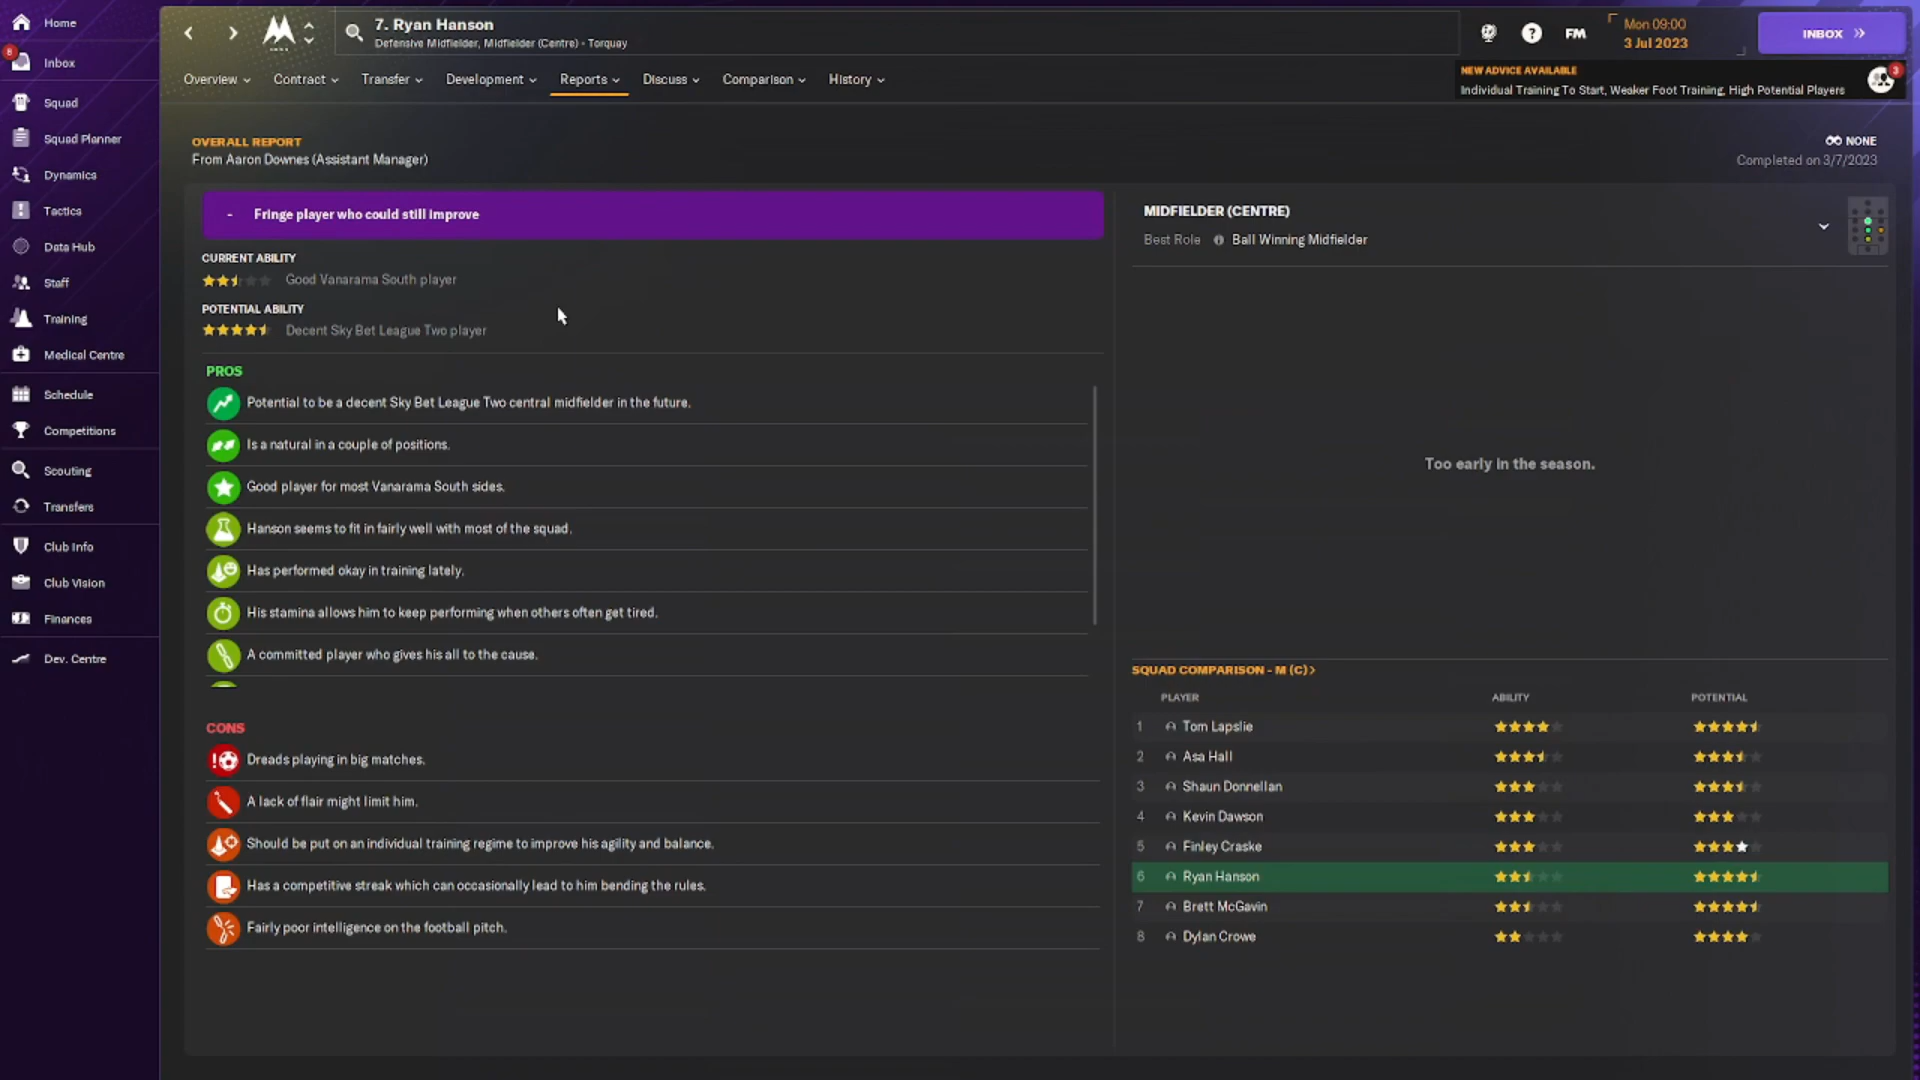 Home
8
Inbox
Squad
Squad Planner
Dynamics
Tactics
Data Hub
Staff
Training
Medical Centre
Schedule
Competitions
Scouting
Transfers
Club Info
Club Vision
Finances
Dev. Centre
7. Ryan Hanson
Defensive Midfielder, Midfielder (Centre) - Torquay
?
FM
Mon 09:00
3 Jul 2023
INBOX
Overview
Contract
Transfer
Development
Reports
Discuss
Comparison
History
NEW ADVICE AVAILABLE
Individual Training To Start, Weaker Foot Training, High Potential Players
3
OVERALL REPORT
From Aaron Downes (Assistant Manager)
NONE
Completed on 3/7/2023
- Fringe player who could still improve
CURRENT ABILITY
Good Vanarama South player
POTENTIAL ABILITY
Decent Sky Bet League Two player
PROS
Potential to be a decent Sky Bet League Two central midfielder in the future.
Is a natural in a couple of positions.
Good player for most Vanarama South sides.
Hanson seems to fit in fairly well with most of the squad.
Has performed okay in training lately.
His stamina allows him to keep performing when others often get tired.
A committed player who gives his all to the cause.
CONS
Dreads playing in big matches.
A lack of flair might limit him.
Should be put on an individual training regime to improve his agility and balance.
Has a competitive streak which can occasionally lead to him bending the rules.
Fairly poor intelligence on the football pitch.
MIDFIELDER (CENTRE)
Best Role Ball Winning Midfielder
Too early in the season.
SQUAD COMPARISON - M (C)>
PLAYER ABILITY POTENTIAL
1 Tom Lapslie
2 Asa Hall
3 Shaun Donnellan
4 Kevin Dawson
5 Finley Craske
6 Ryan Hanson
7 Brett McGavin
8 Dylan Crowe